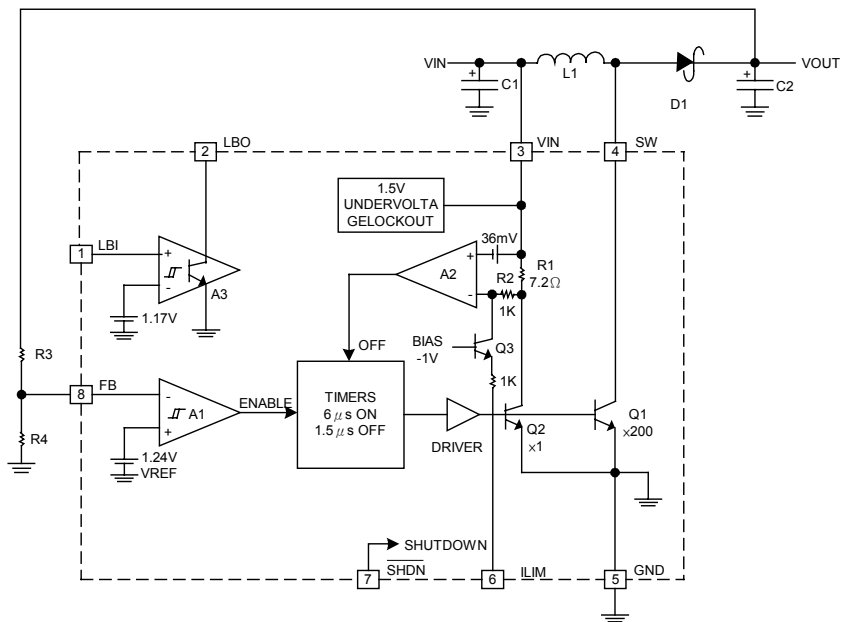 VIN
C1
+
L1
D1
VOUT
+
C2
2
LBO
3
VIN
4
SW
1.5V
UNDERVOLTA
GELOCKOUT
1
LBI
+
-
A3
1.17V
36mV
+
A2
-
R1
7.2Ω
R2
1K
BIAS
-1V
Q3
1K
OFF
R3
8
FB
-
A1
+
ENABLE
TIMERS
6μs ON
1.5μs OFF
DRIVER
Q2
×1
Q1
×200
R4
1.24V
VREF
SHUTDOWN
7
SHDN
6
ILIM
5
GND